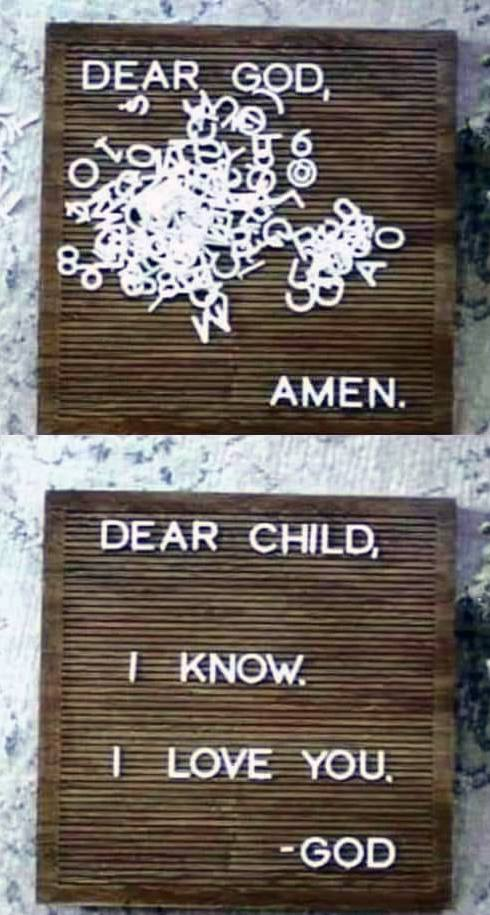 DEAR GOD,
AMEN.
DEAR CHILD,
I KNOW.
I LOVE YOU.
-GOD